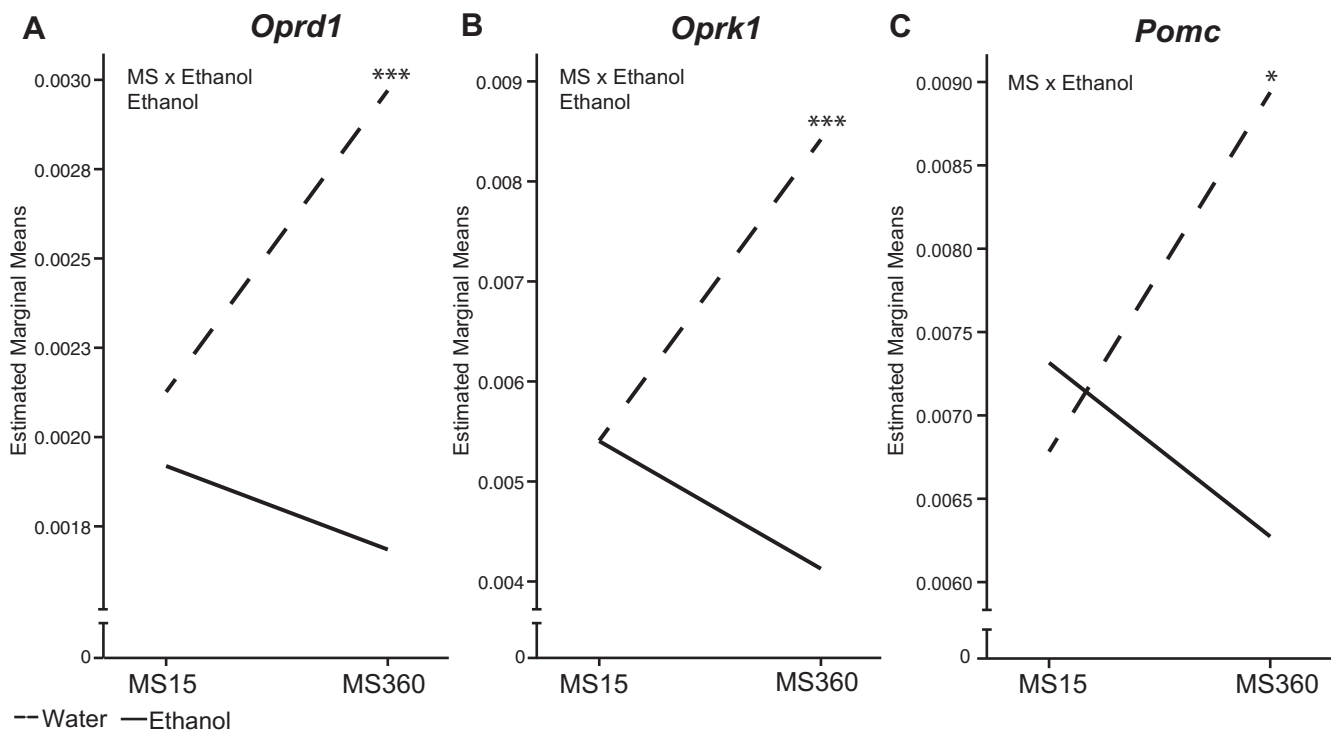 A
Oprd1
MS x Ethanol
Ethanol
***
Estimated Marginal Means
0.0030
0.0028
0.0025
0.0023
0.0020
0.0018
0
MS15
MS360
B
Oprk1
MS x Ethanol
Ethanol
***
Estimated Marginal Means
0.009
0.008
0.007
0.006
0.005
0.004
0
MS15
MS360
C
Pomc
MS x Ethanol
*
Estimated Marginal Means
0.0090
0.0085
0.0080
0.0075
0.0070
0.0065
0.0060
0
MS15
MS360
Water
Ethanol